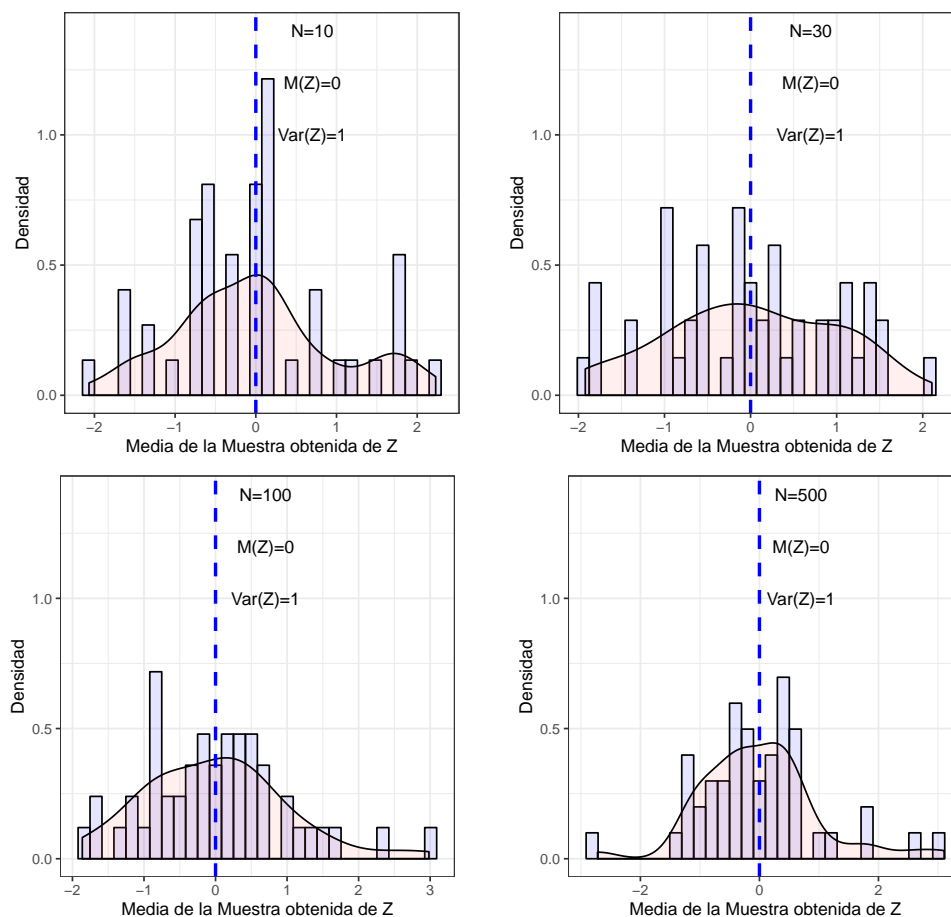 N=10
M(Z)=0
Var(Z)=1
Densidad
1.0
0.5
0.0
−2 −1 0 1 2
Media de la Muestra obtenida de Z
N=30
M(Z)=0
Var(Z)=1
Densidad
1.0
0.5
0.0
−2 −1 0 1 2
Media de la Muestra obtenida de Z
N=100
M(Z)=0
Var(Z)=1
Densidad
1.0
0.5
0.0
−2 −1 0 1 2 3
Media de la Muestra obtenida de Z
N=500
M(Z)=0
Var(Z)=1
Densidad
1.0
0.5
0.0
−2 0 2
Media de la Muestra obtenida de Z